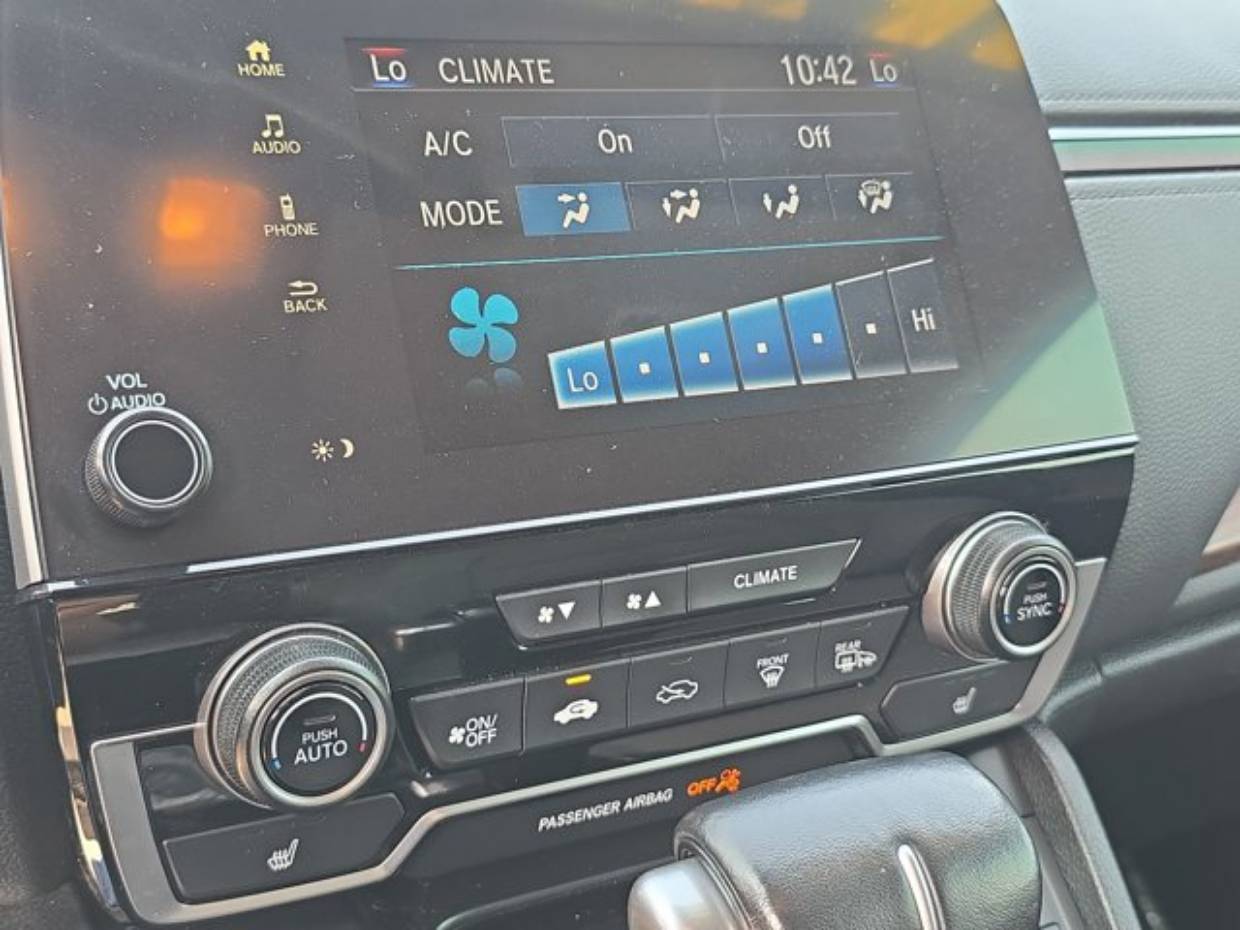 HOME
Lo CLIMATE 10:42 Lo
AUDIO
A/C On Off
PHONE
MODE
BACK
Lo Hi
VOL
AUDIO
CLIMATE
PUSH
SYNC
PUSH
AUTO
ON/
OFF
FRONT
REAR
PASSENGER AIRBAG OFF